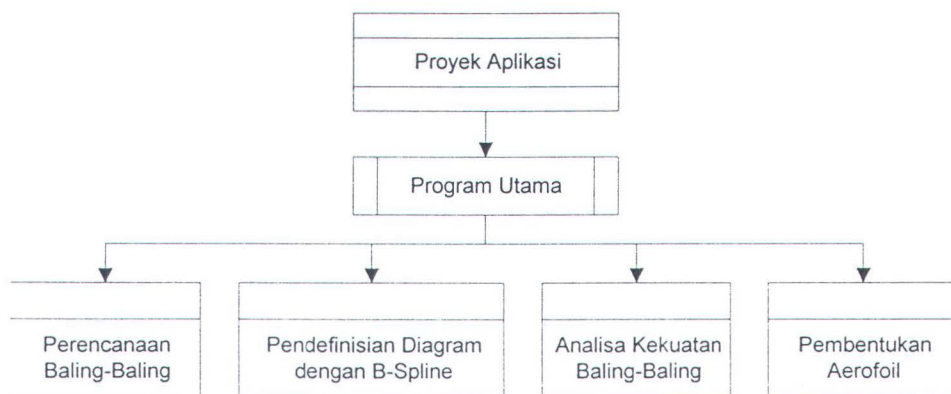 Proyek Aplikasi
Program Utama
Perencanaan
Baling-Baling
Pendefinisian Diagram
dengan B-Spline
Analisa Kekuatan
Baling-Baling
Pembentukan
Aerofoil